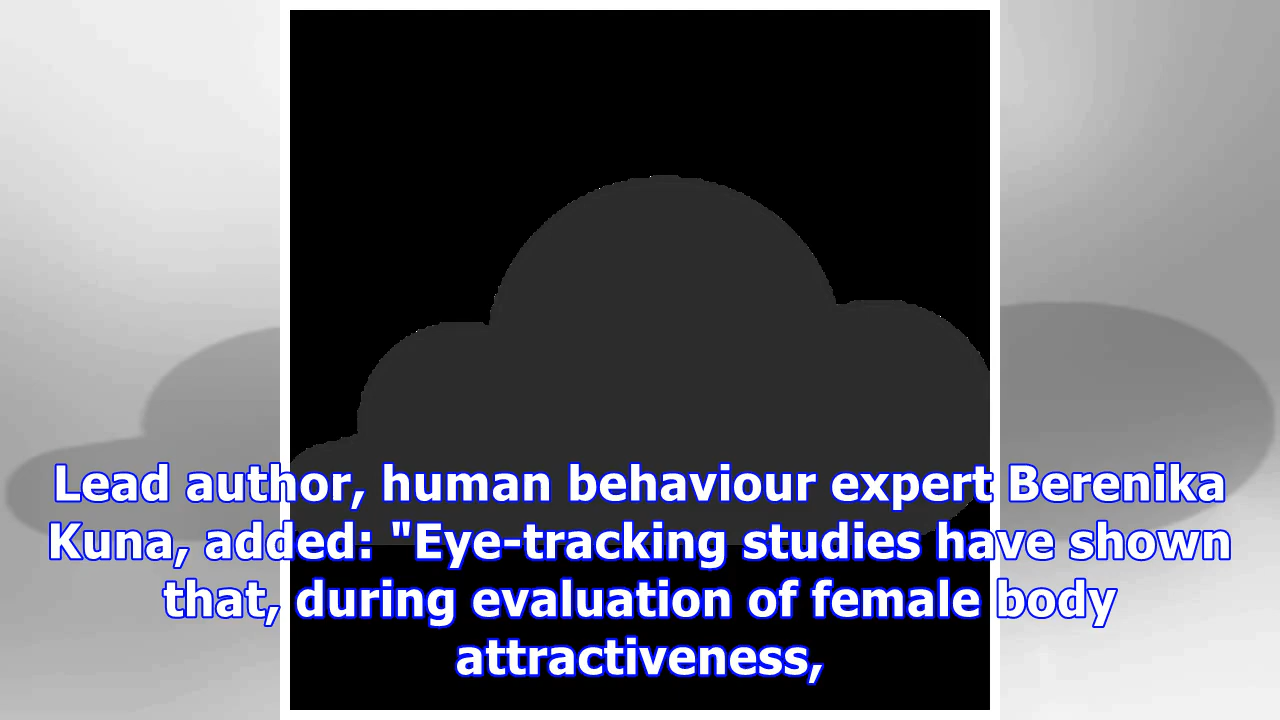 Lead author, human behaviour expert Berenika
Kuna, added: "Eye-tracking studies have shown
that, during evaluation of female body
attractiveness,